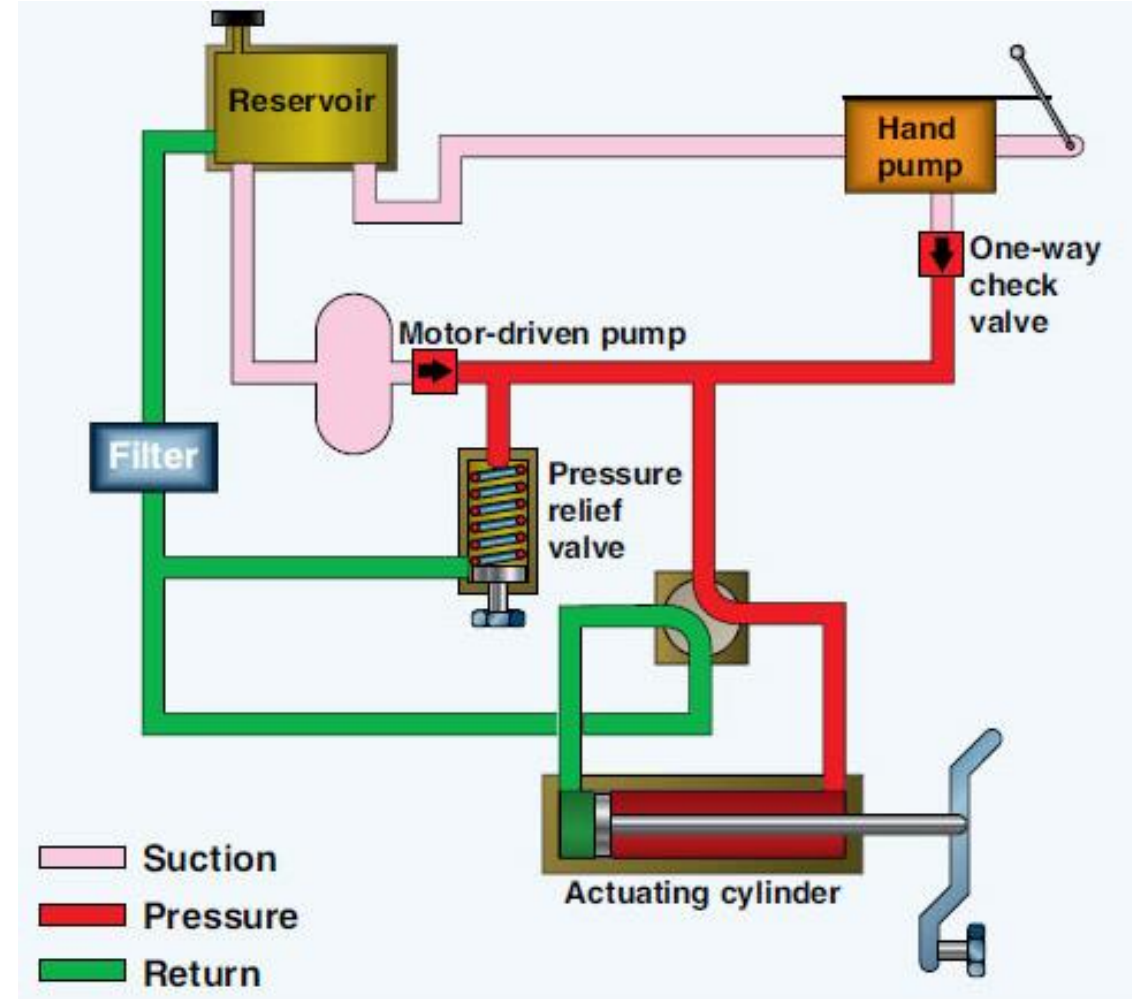 Reservoir
Hand
pump
One-way
check
valve
Motor-driven pump
Filter
Pressure
relief
valve
Actuating cylinder
Suction
Pressure
Return